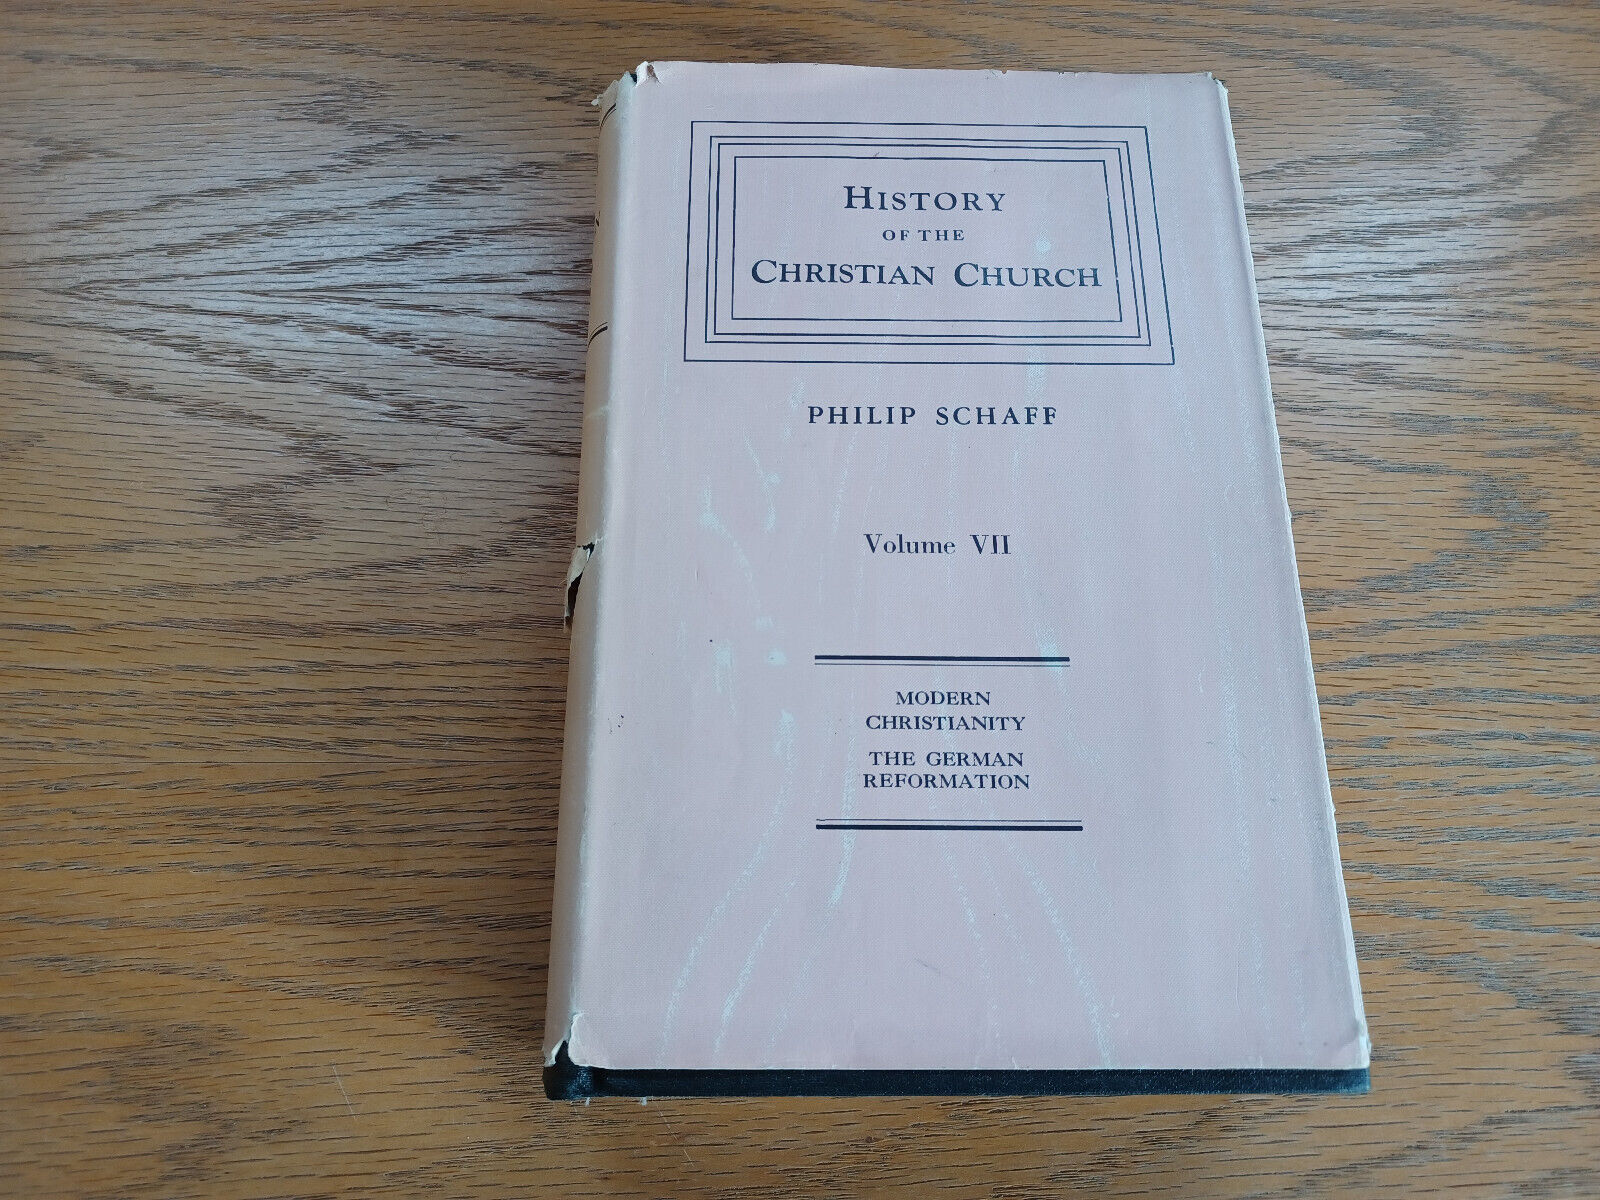 HISTORY
OF THE
CHRISTIAN CHURCH
PHILIP SCHAFF
Volume VII
MODERN
CHRISTIANITY
THE GERMAN
REFORMATION